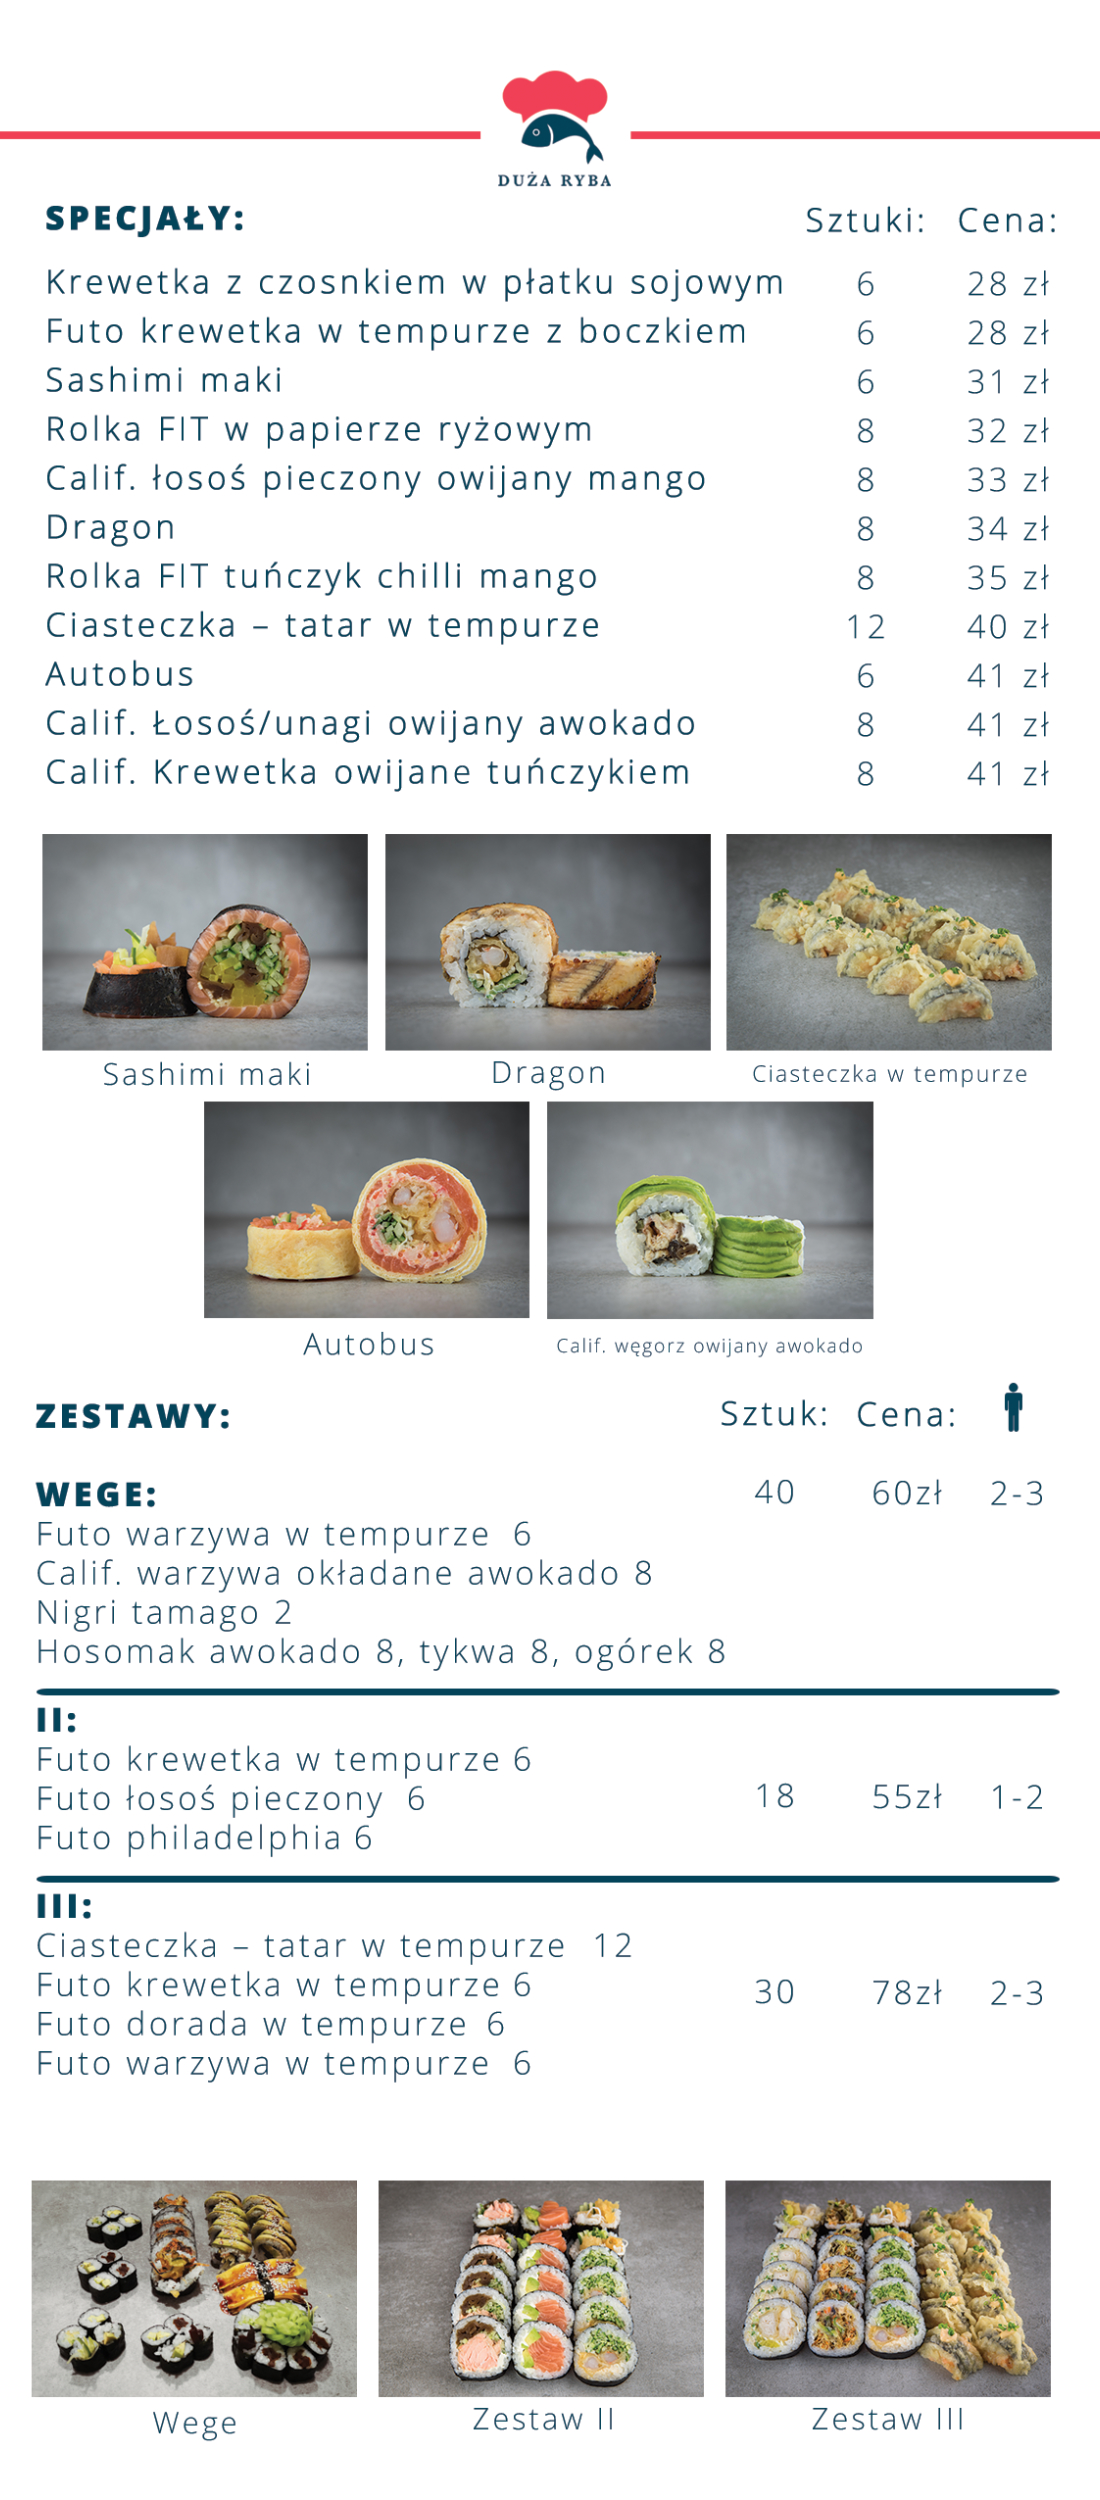 DUŻA RYBA
SPECJAŁY: Sztuki: Cena:
Krewetka z czosnkiem w płatku sojowym 6 28 zł
Futo krewetka w tempurze z boczkiem 6 28 zł
Sashimi maki 6 31 zł
Rolka FIT w papierze ryżowym 8 32 zł
Calif. łosoś pieczony owijany mango 8 33 zł
Dragon 8 34 zł
Rolka FIT tuńczyk chilli mango 8 35 zł
Ciasteczka – tatar w tempurze 12 40 zł
Autobus 6 41 zł
Calif. Łosoś/unagi owijany awokado 8 41 zł
Calif. Krewetka owijane tuńczykiem 8 41 zł
Sashimi maki Dragon Ciasteczka w tempurze
Autobus Calif. węgorz owijany awokado
ZESTAWY: Sztuk: Cena:
WEGE: 40 60zł 2-3
Futo warzywa w tempurze 6
Calif. warzywa okładane awokado 8
Nigri tamago 2
Hosomak awokado 8, tykwa 8, ogórek 8
II:
Futo krewetka w tempurze 6
Futo łosoś pieczony 6 18 55zł 1-2
Futo philadelphia 6
III:
Ciasteczka – tatar w tempurze 12
Futo krewetka w tempurze 6 30 78zł 2-3
Futo dorada w tempurze 6
Futo warzywa w tempurze 6
Wege Zestaw II Zestaw III